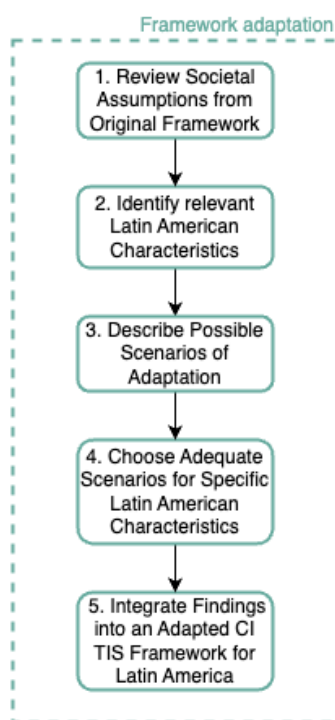 Framework adaptation
1. Review Societal
Assumptions from
Original Framework
2. Identify relevant
Latin American
Characteristics
3. Describe Possible
Scenarios of
Adaptation
4. Choose Adequate
Scenarios for Specific
Latin American
Characteristics
5. Integrate Findings
into an Adapted CI
TIS Framework for
Latin America